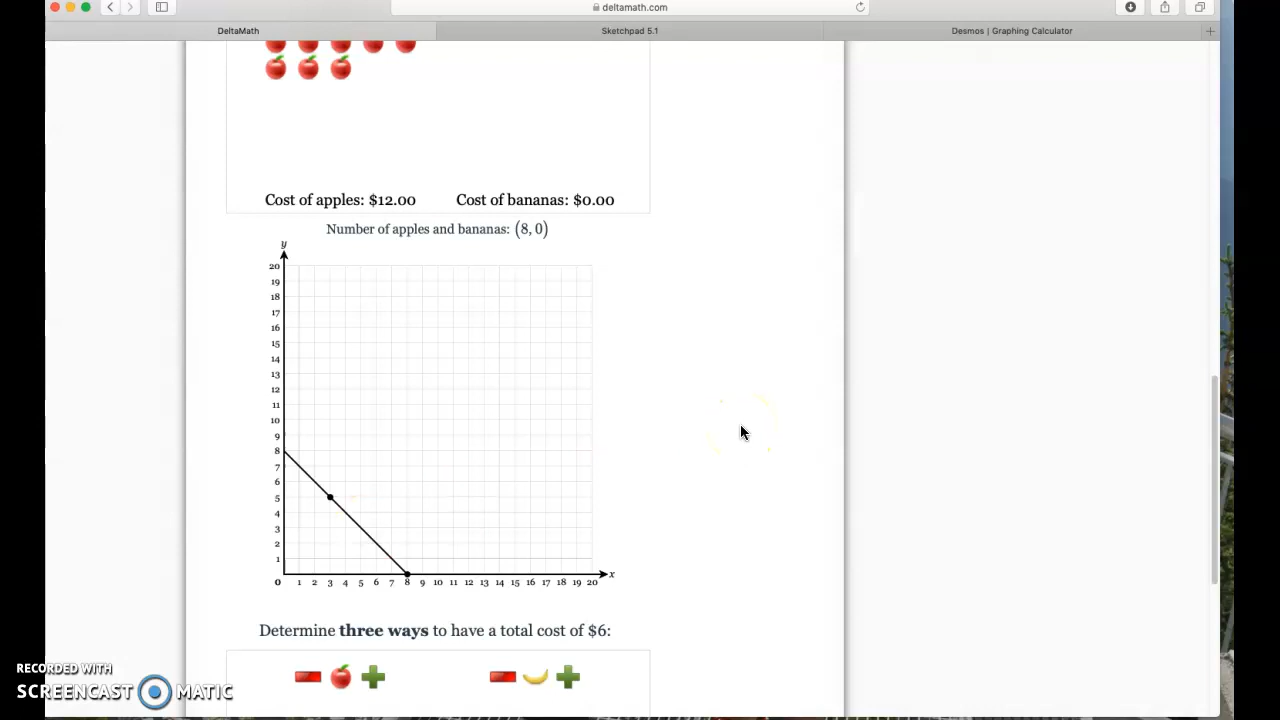 deltamath.com
DeltaMath
Sketchpad 5.1
Desmos | Graphing Calculator
Cost of apples: $12.00 Cost of bananas: $0.00
Number of apples and bananas: (8, 0)
y
20
19
18
17
16
15
14
13
12
11
10
9
8
7
6
5
4
3
2
1
0 1 2 3 4 5 6 7 8 9 10 11 12 13 14 15 16 17 18 19 20 x
Determine three ways to have a total cost of $6:
RECORDED WITH
SCREENCAST MATIC